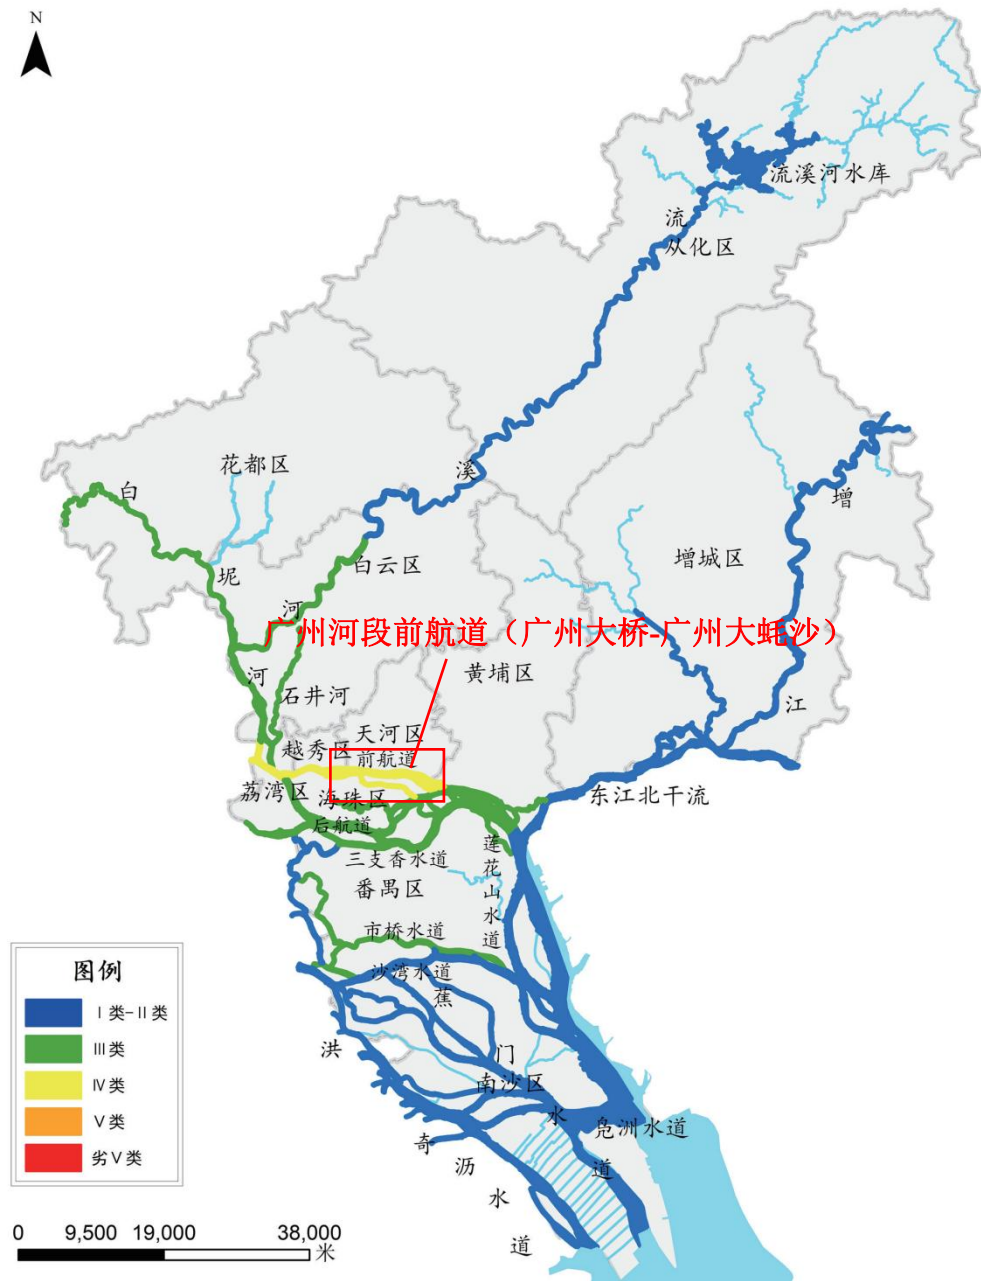 N
流溪河水库
流
从化区
溪
花都区
白
增
坭
白云区
增城区
河
广州河段前航道（广州大桥-广州大蚝沙）
河
石井河
黄埔区
江
天河区
越秀区
前航道
荔湾区
海珠区
东江北干流
后航道
三支香水道
莲花山水道
番禺区
市桥水道
沙湾水道
蕉
洪
门
南沙区
水
凫洲水道
奇
道
沥
水
道
图例
Ⅰ类-Ⅱ类
Ⅲ类
Ⅳ类
Ⅴ类
劣Ⅴ类
0 9,500 19,000 38,000
米